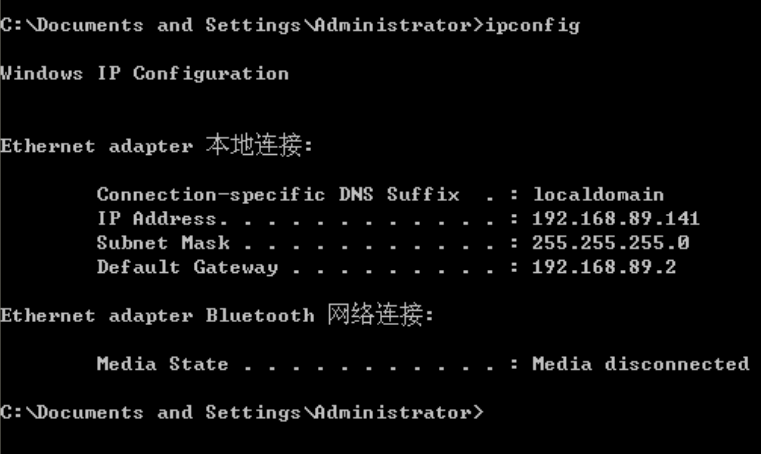 C:\Documents and Settings\Administrator>ipconfig
Windows IP Configuration
Ethernet adapter 本地连接:
Connection-specific DNS Suffix  . : localdomain
IP Address. . . . . . . . . . . . : 192.168.89.141
Subnet Mask . . . . . . . . . . . : 255.255.255.0
Default Gateway . . . . . . . . . : 192.168.89.2
Ethernet adapter Bluetooth 网络连接:
Media State . . . . . . . . . . . : Media disconnected
C:\Documents and Settings\Administrator>